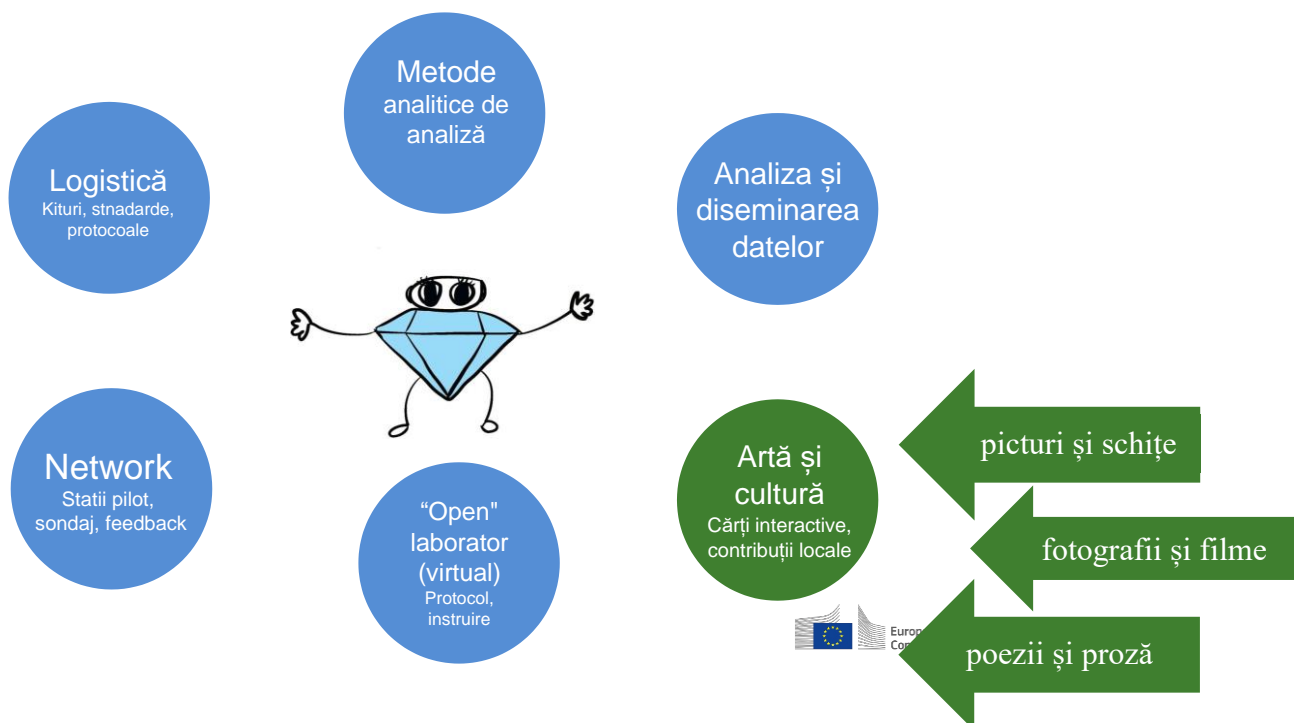 Metode
analitice de
analiză
Logistică
Kituri, stnadarde,
protocoale
Analiza și
diseminarea
datelor
Network
Statii pilot,
sondaj, feedback
“Open"
laborator
(virtual)
Protocol,
instruire
Artă și
cultură
Cărți interactive,
contribuții locale
picturi și schițe
fotografii și filme
poezii și proză